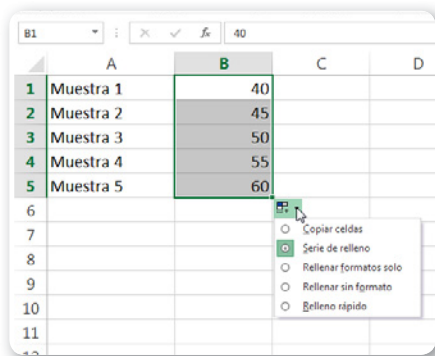 B1 fx 40
A B C D
1 Muestra 1 40
2 Muestra 2 45
3 Muestra 3 50
4 Muestra 4 55
5 Muestra 5 60
6
7
Copiar celdas
Serie de relleno
8
Rellenar formatos solo
9
Rellenar sin formato
10
Relleno rápido
11
12